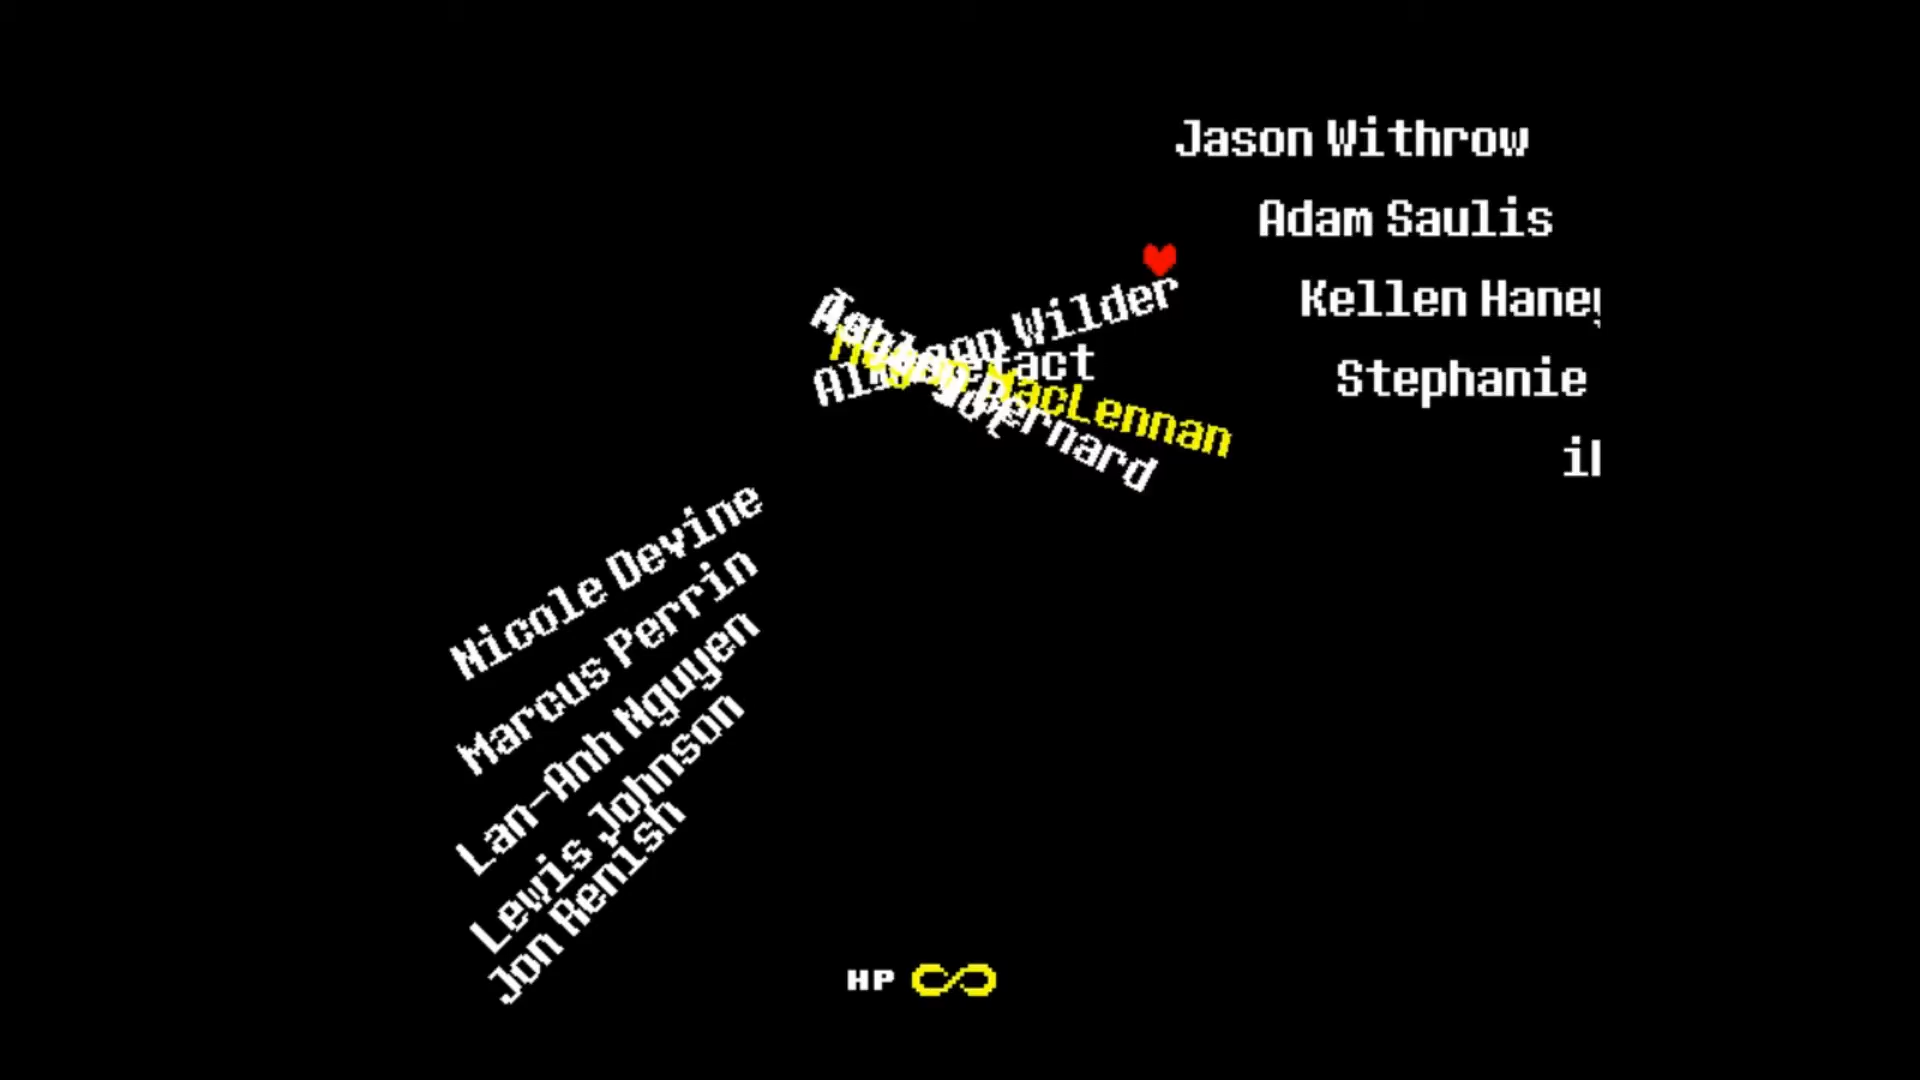 Jason Withrow
Adam Saulis
Kellen Haney
Stephanie
Wilder
MacLennan
Bernard
Nicole Devine
Marcus Perrin
Lan-Anh Nguyen
Lewis Johnson
Jon Renish
HP ∞